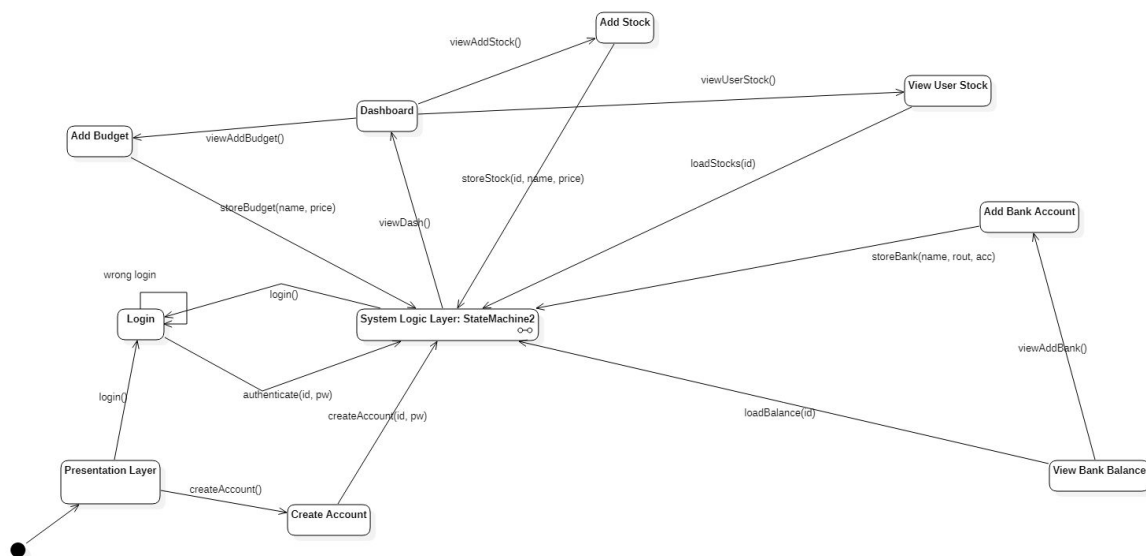 Add Stock
viewAddStock()
viewUserStock()
View User Stock
Dashboard
Add Budget
viewAddBudget()
loadStocks(id)
storeStock(id, name, price)
storeBudget(name, price)
viewDash()
Add Bank Account
storeBank(name, rout, acc)
wrong login
login()
Login
System Logic Layer: StateMachine2
viewAddBank()
authenticate(id, pw)
login()
createAccount(id, pw)
loadBalance(id)
Presentation Layer
View Bank Balance
createAccount()
Create Account